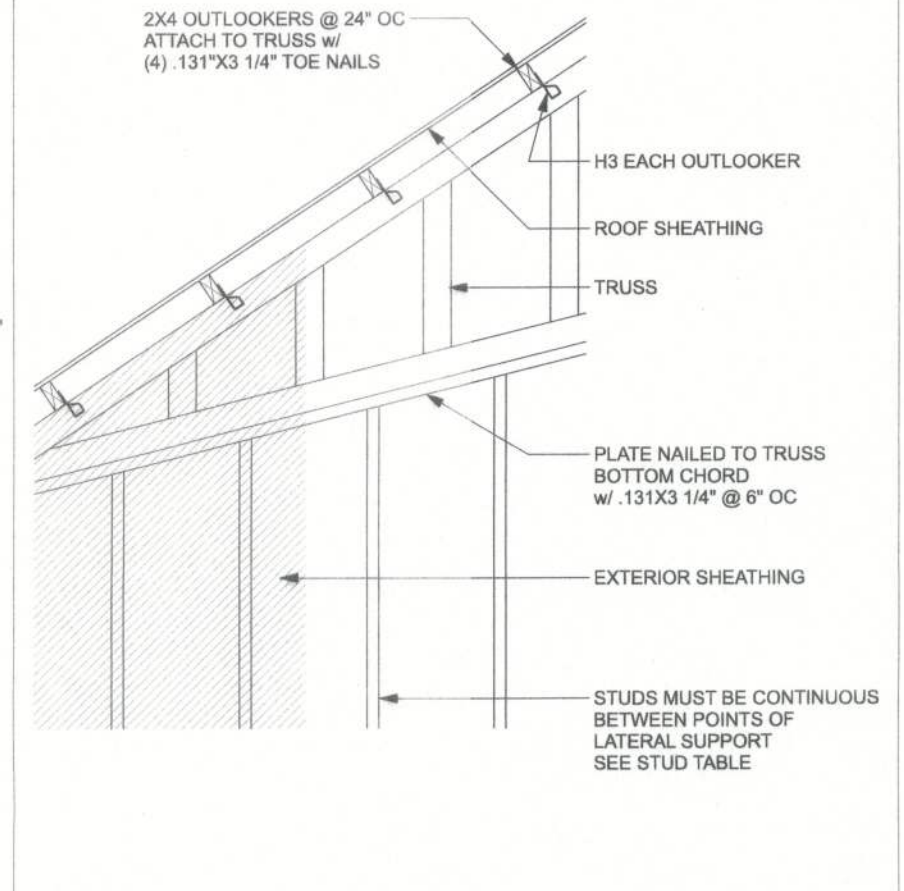 2X4 OUTLOOKERS @ 24" OC
ATTACH TO TRUSS w/
(4) .131"X3 1/4" TOE NAILS
H3 EACH OUTLOOKER
ROOF SHEATHING
TRUSS
PLATE NAILED TO TRUSS
BOTTOM CHORD
w/ .131X3 1/4" @ 6" OC
EXTERIOR SHEATHING
STUDS MUST BE CONTINUOUS
BETWEEN POINTS OF
LATERAL SUPPORT
SEE STUD TABLE